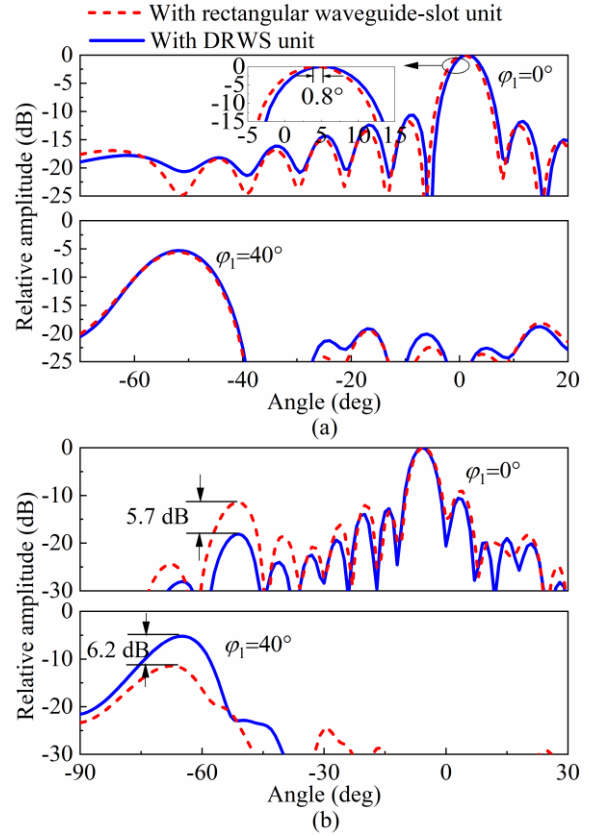 With rectangular waveguide-slot unit
With DRWS unit
Relative amplitude (dB)
0
-5
-10
-15
-20
-25
0
-5
-10
-15
-5 0 5 10 15
0.8°
φ₁=0°
0
-5
-10
-15
-20
-25
φ₁=40°
-60 -40 -20 0 20
Angle (deg)
(a)
Relative amplitude (dB)
0
-10
-20
-30
5.7 dB
φ₁=0°
0
-10
-20
-30
6.2 dB
φ₁=40°
-90 -60 -30 0 30
Angle (deg)
(b)